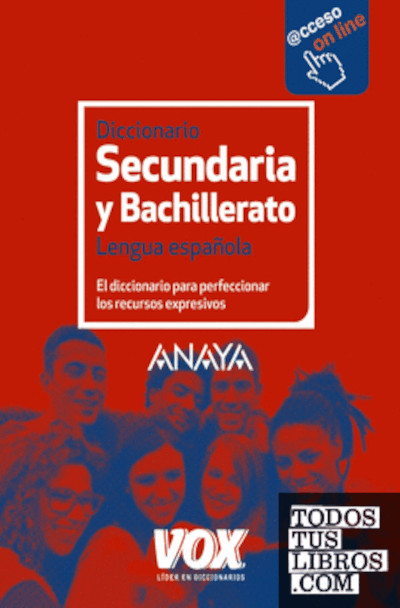 @cceso
on line
Diccionario
Secundaria
y Bachillerato
Lengua española
El diccionario para perfeccionar
los recursos expresivos
ANAYA
VOX
LÍDER EN DICCIONARIOS
TODOS
TUS
LIBROS
.COM